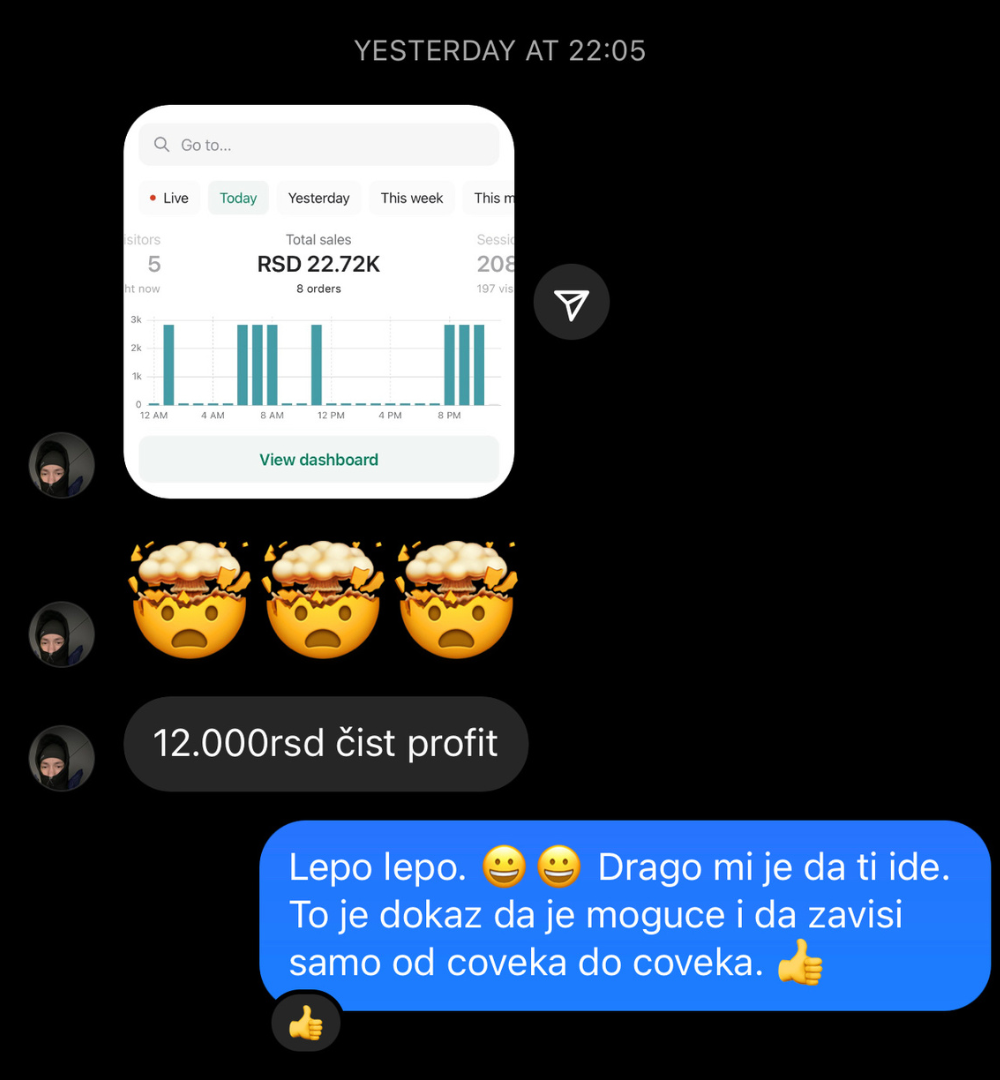 YESTERDAY AT 22:05
Go to...
Live Today Yesterday This week This m
isitors Total sales Sessio
5 RSD 22.72K 208
ht now 8 orders 197 vis
3k
2k
1k
0
12 AM 4 AM 8 AM 12 PM 4 PM 8 PM
View dashboard
12.000rsd čist profit
Lepo lepo. 😀😀 Drago mi je da ti ide.
To je dokaz da je moguce i da zavisi
samo od coveka do coveka. 👍
👍